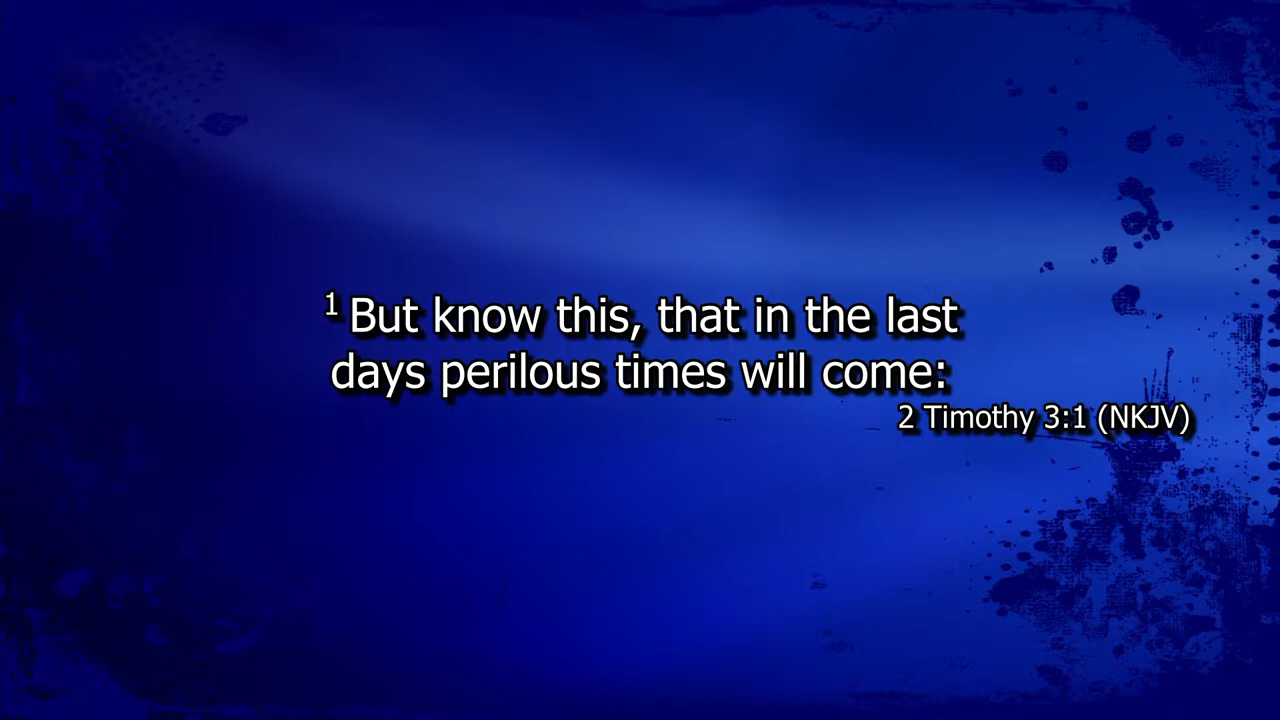 1 But know this, that in the last
days perilous times will come:
2 Timothy 3:1 (NKJV)